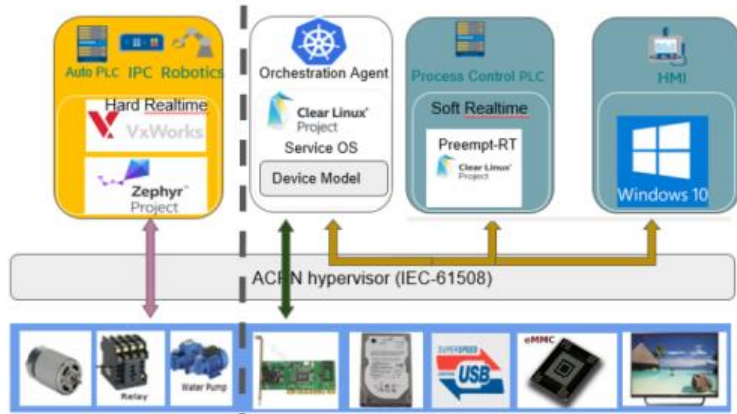 Auto PLC IPC Robotics
Hard Realtime
VxWorks
Zephyr™
Project
Orchestration Agent
Clear Linux*
Project
Service OS
Device Model
Process Control PLC
Soft Realtime
Preempt-RT
Clear Linux*
Project
HMI
Windows 10
ACRN hypervisor (IEC-61508)
Relay
Water Pump
SUPERSPEED
USB
eMMC